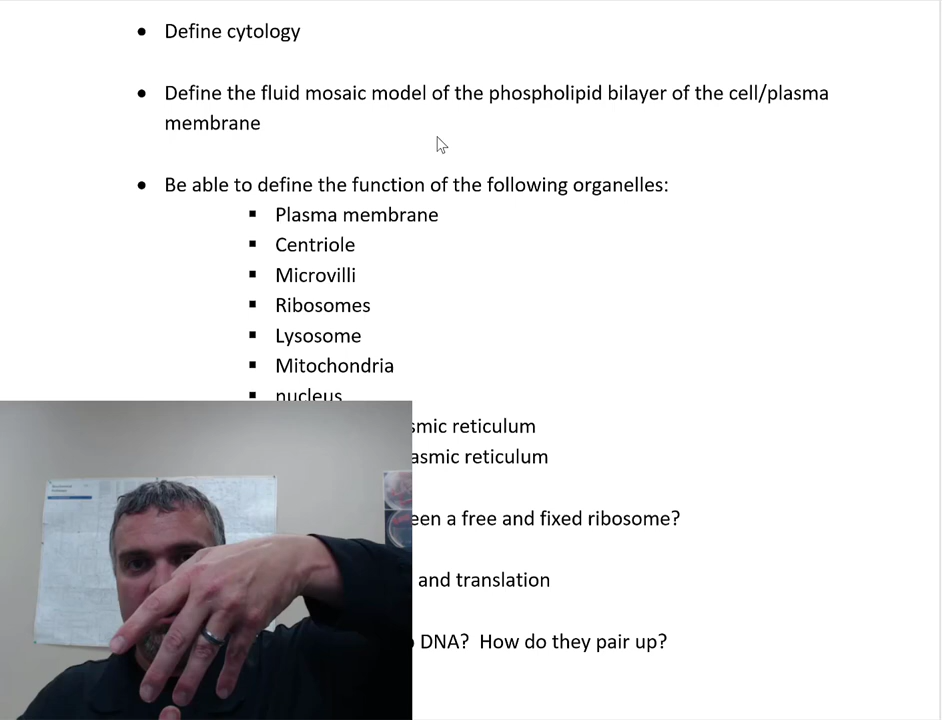 Define cytology
Define the fluid mosaic model of the phospholipid bilayer of the cell/plasma
membrane
Be able to define the function of the following organelles:
Plasma membrane
Centriole
Microvilli
Ribosomes
Lysosome
Mitochondria
nucleus
smic reticulum
asmic reticulum
een a free and fixed ribosome?
and translation
DNA? How do they pair up?